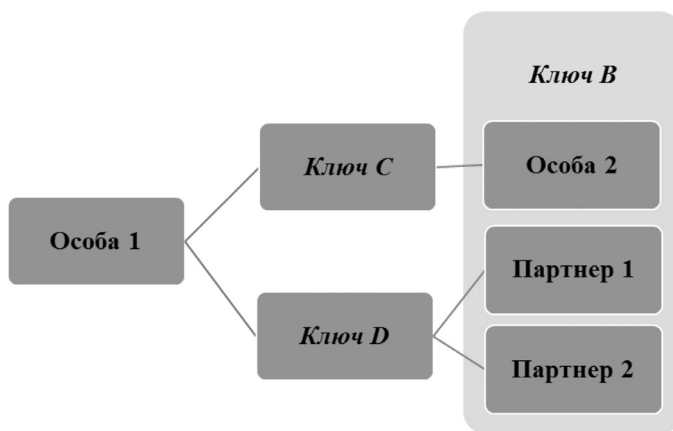 Ключ B
Ключ C
Особа 2
Особа 1
Партнер 1
Ключ D
Партнер 2